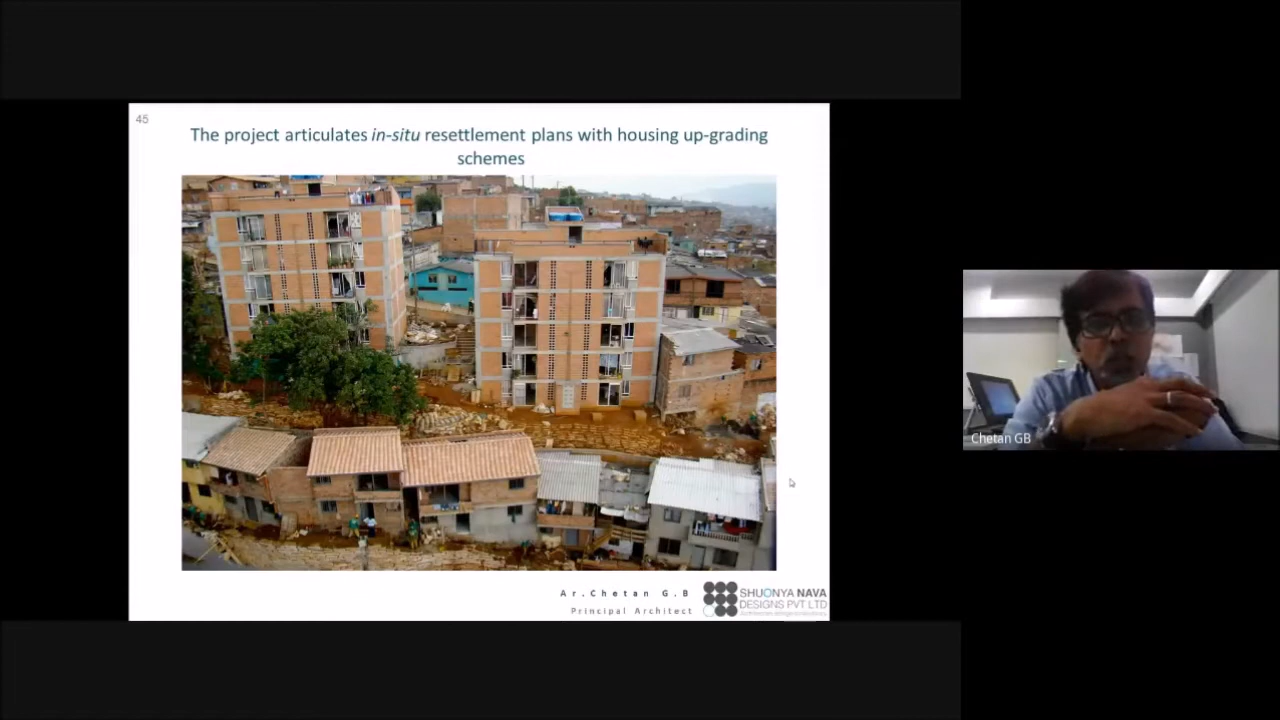 45
The project articulates in-situ resettlement plans with housing up-grading
schemes
Ar.Chetan G.B
Principal Architect
SHUONYA NAVA
DESIGNS PVT LTD
Chetan GB